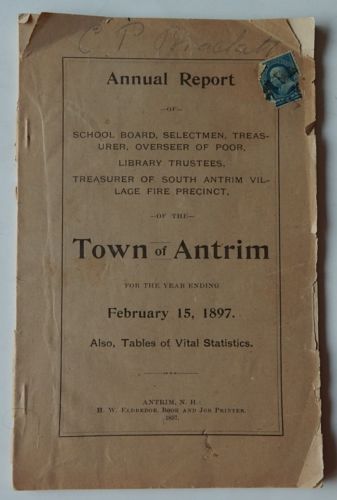 C P Brackett
Annual Report
—OF—
SCHOOL BOARD, SELECTMEN, TREAS-
URER, OVERSEER OF POOR,
LIBRARY TRUSTEES,
TREASURER OF SOUTH ANTRIM VIL-
LAGE FIRE PRECINCT,
—OF THE—
Town of Antrim
FOR THE YEAR ENDING
February 15, 1897.
Also, Tables of Vital Statistics.
ANTRIM, N. H.
H. W. ELDREDGE, BOOK AND JOB PRINTER.
1897.